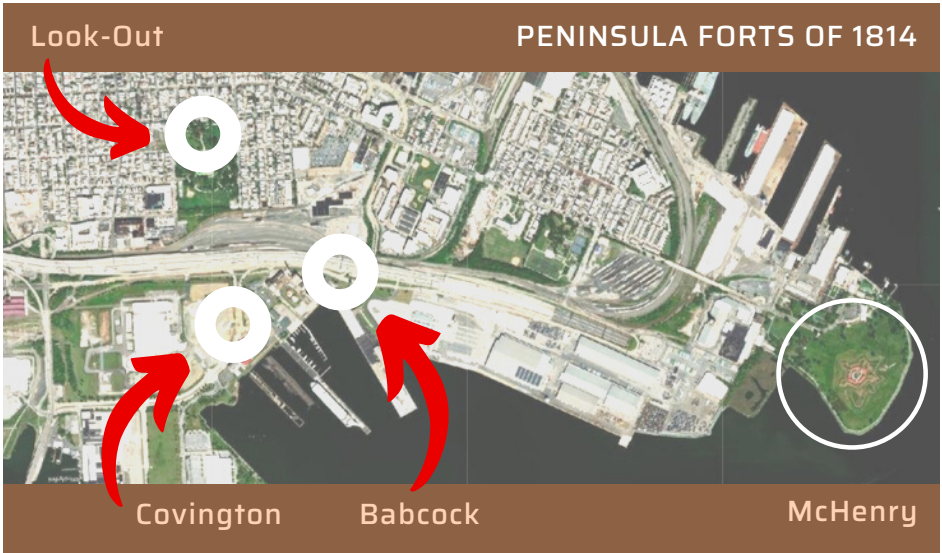 Look-Out
PENINSULA FORTS OF 1814
Covington
Babcock
McHenry